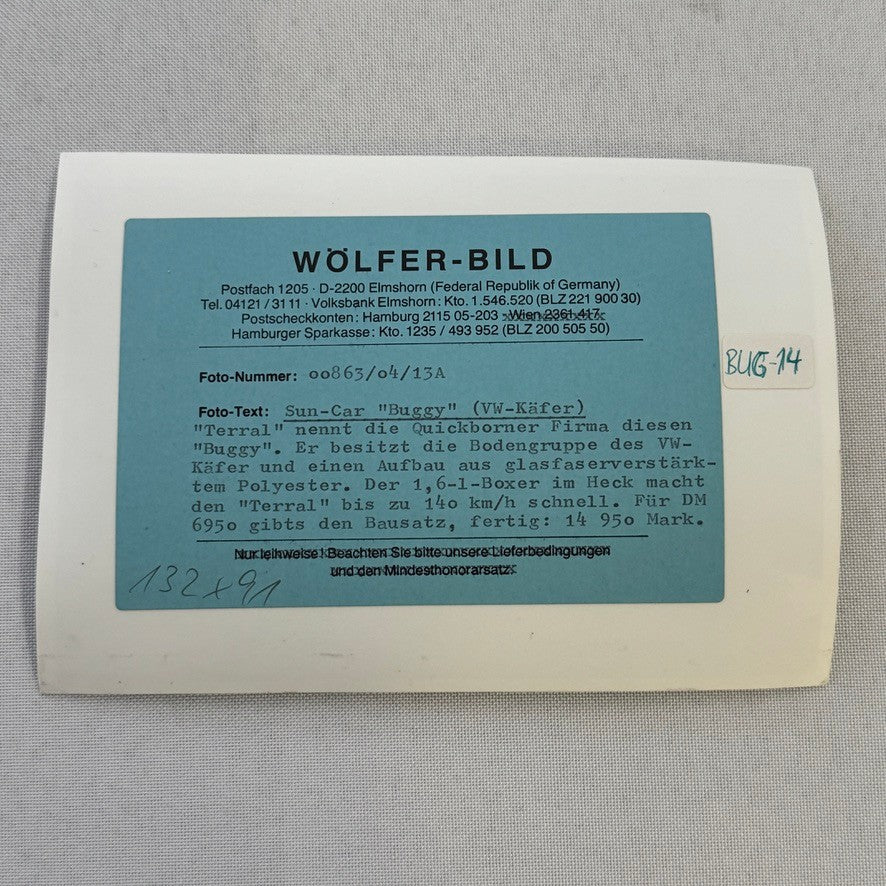 WÖLFER-BILD
Postfach 1205 · D-2200 Elmshorn (Federal Republik of Germany)
Tel. 04121/3111 · Volksbank Elmshorn: Kto. 1.546.520 (BLZ 221 900 30)
Postscheckkonten: Hamburg 2115 05-203 · Wien 2361.417.
Hamburger Sparkasse: Kto. 1235 / 493 952 (BLZ 200 505 50)
Foto-Nummer: oo863/o4/13A
BUG-14
Foto-Text: Sun-Car "Buggy" (VW-Käfer)
"Terral" nennt die Quickborner Firma diesen
"Buggy". Er besitzt die Bodengruppe des VW-
Käfer und einen Aufbau aus glasfaserverstärk-
tem Polyester. Der 1,6-l-Boxer im Heck macht
den "Terral" bis zu 14o km/h schnell. Für DM
695o gibts den Bausatz, fertig: 14 95o Mark.
Nur leihweise! Beachten Sie bitte unsere Lieferbedingungen
und den Mindesthonorarsatz.
132x91